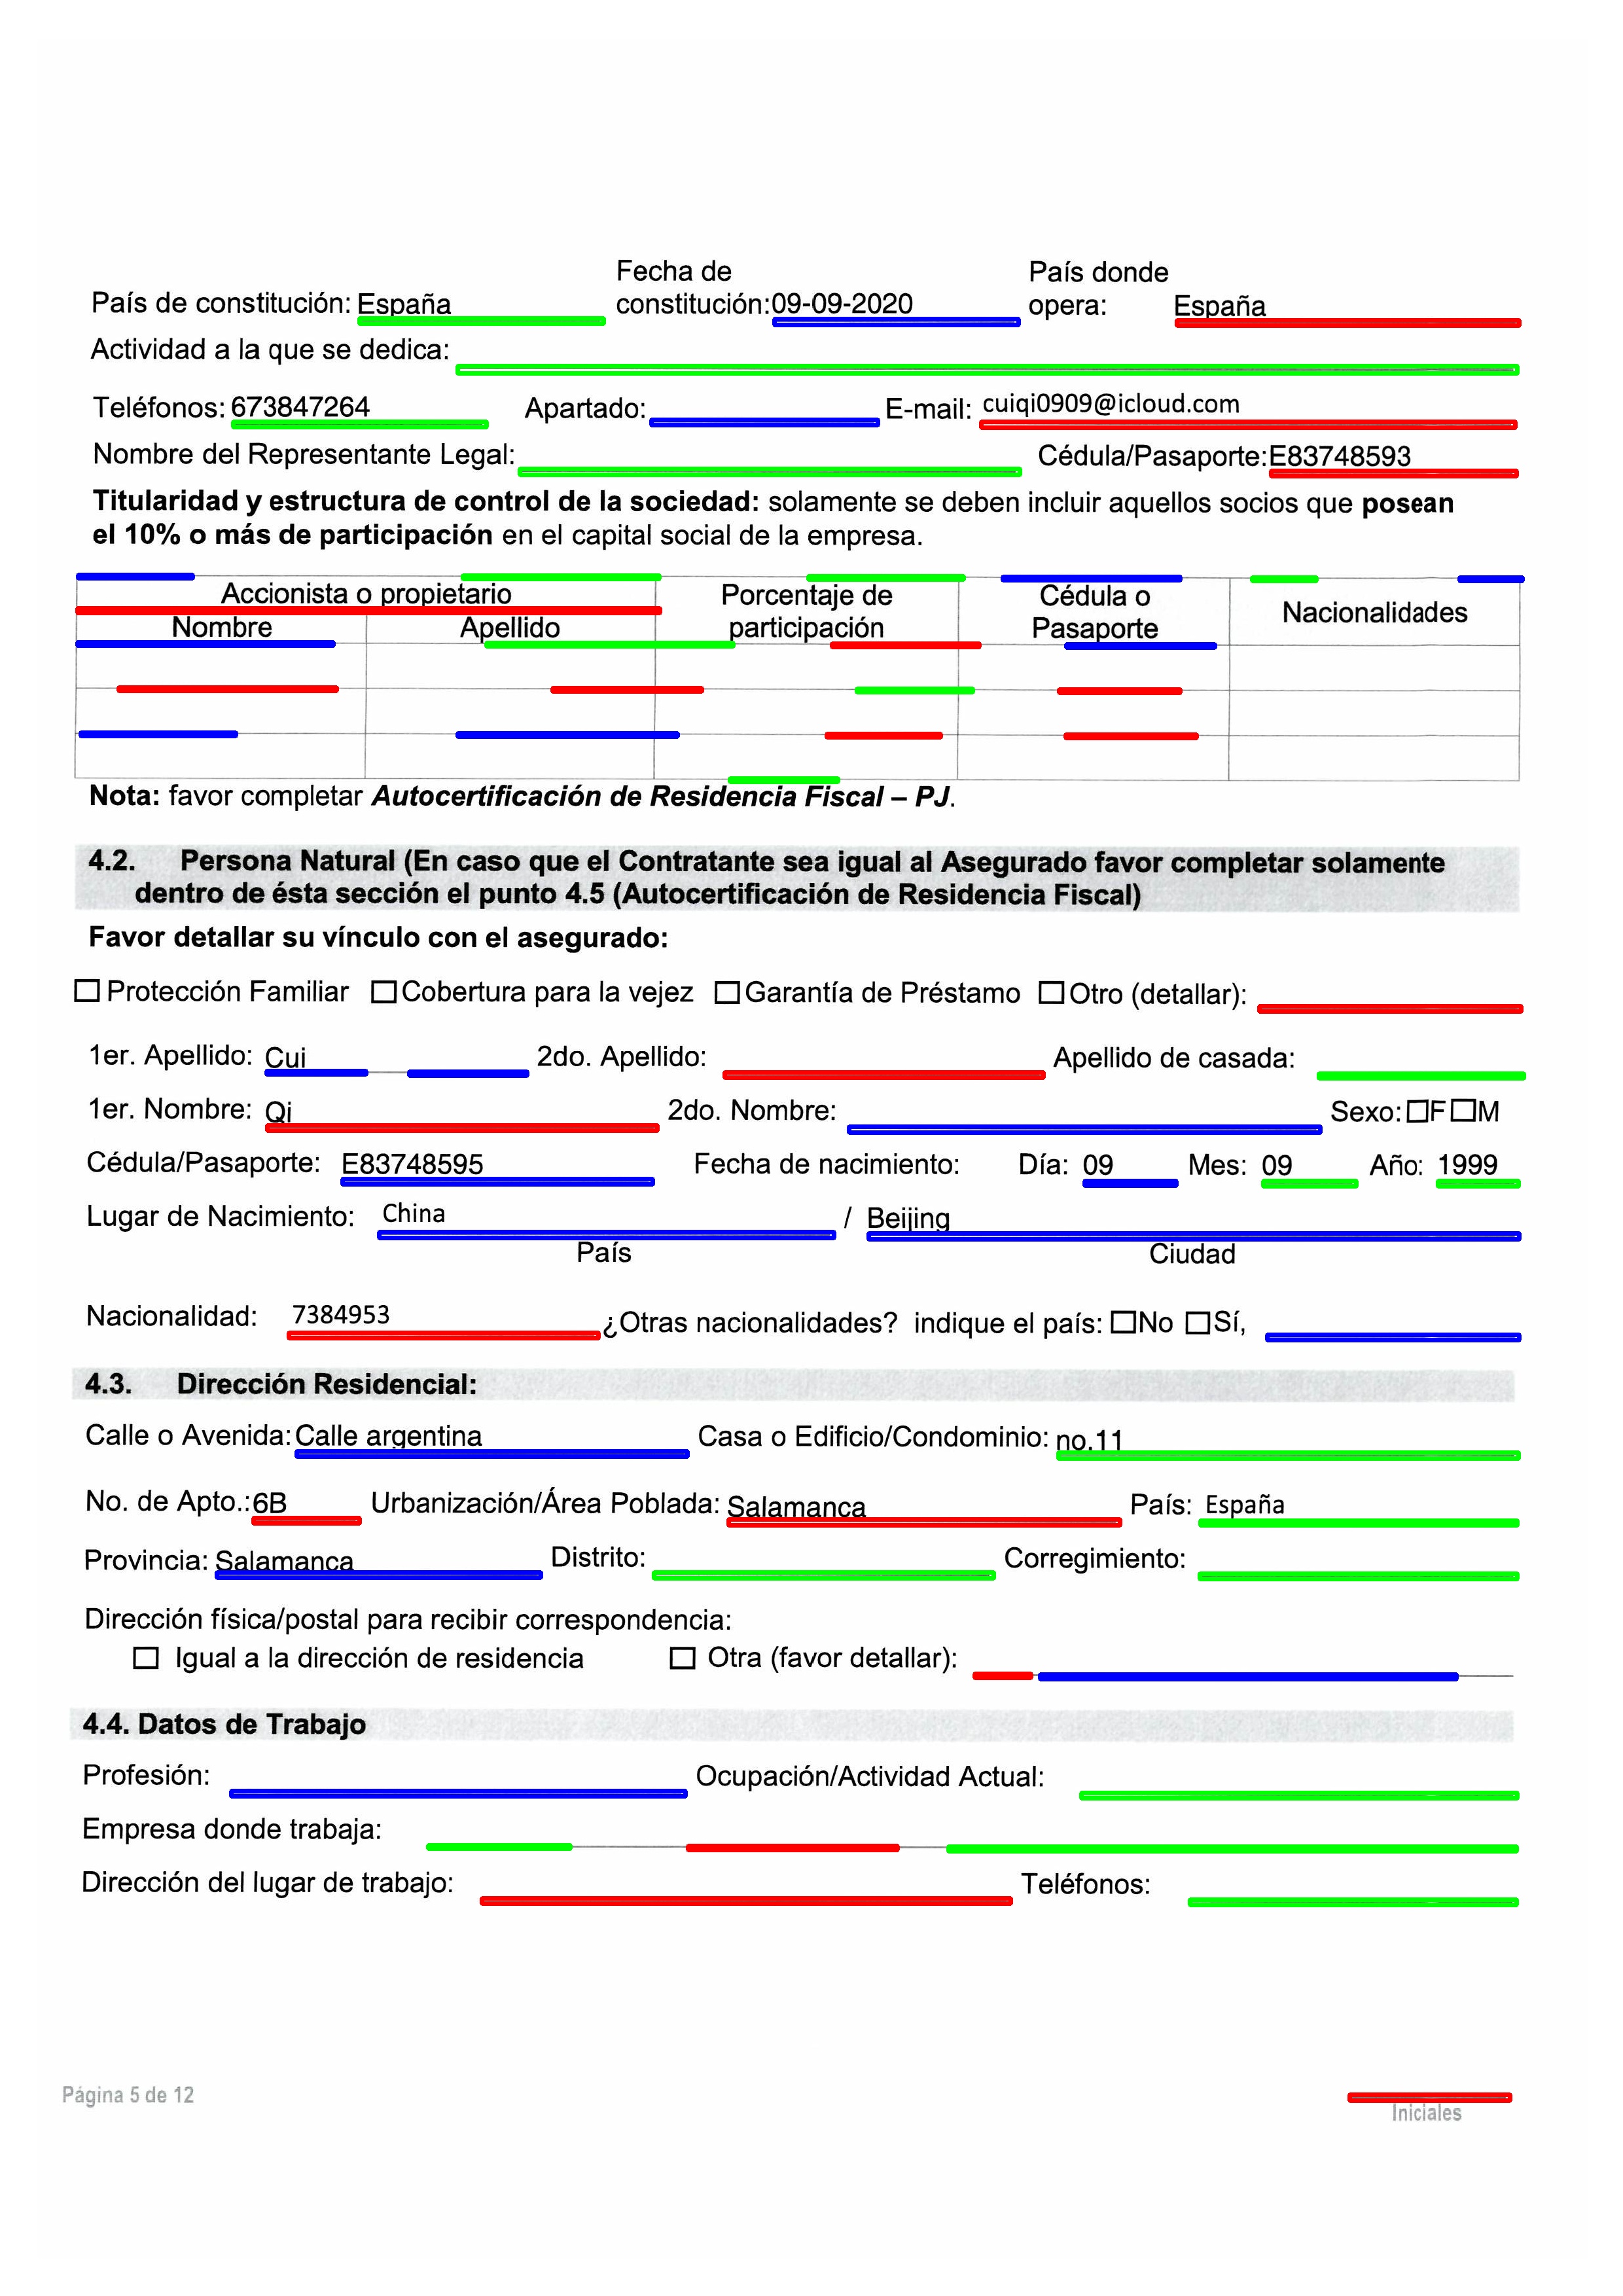 Fecha de País donde
País de constitución: España constitución:09-09-2020 opera: España
Actividad a la que se dedica:
Teléfonos: 673847264 Apartado: E-mail: cuiqi0909@icloud.com
Nombre del Representante Legal: Cédula/Pasaporte:E83748593
Titularidad y estructura de control de la sociedad: solamente se deben incluir aquellos socios que posean
el 10% o más de participación en el capital social de la empresa.
Accionista o propietario Porcentaje de Cédula o Nacionalidades
Nombre Apellido participación Pasaporte
Nota: favor completar Autocertificación de Residencia Fiscal – PJ.
4.2. Persona Natural (En caso que el Contratante sea igual al Asegurado favor completar solamente
dentro de ésta sección el punto 4.5 (Autocertificación de Residencia Fiscal)
Favor detallar su vínculo con el asegurado:
Protección Familiar Cobertura para la vejez Garantía de Préstamo Otro (detallar):
1er. Apellido: Cui 2do. Apellido: Apellido de casada:
1er. Nombre: Qi 2do. Nombre: Sexo: F M
Cédula/Pasaporte: E83748595 Fecha de nacimiento: Día: 09 Mes: 09 Año: 1999
Lugar de Nacimiento: China / Beijing
País Ciudad
Nacionalidad: 7384953 ¿Otras nacionalidades? indique el país: No Sí,
4.3. Dirección Residencial:
Calle o Avenida: Calle argentina Casa o Edificio/Condominio: no.11
No. de Apto.: 6B Urbanización/Área Poblada: Salamanca País: España
Provincia: Salamanca Distrito: Corregimiento:
Dirección física/postal para recibir correspondencia:
Igual a la dirección de residencia Otra (favor detallar):
4.4. Datos de Trabajo
Profesión: Ocupación/Actividad Actual:
Empresa donde trabaja:
Dirección del lugar de trabajo: Teléfonos:
Página 5 de 12
Iniciales